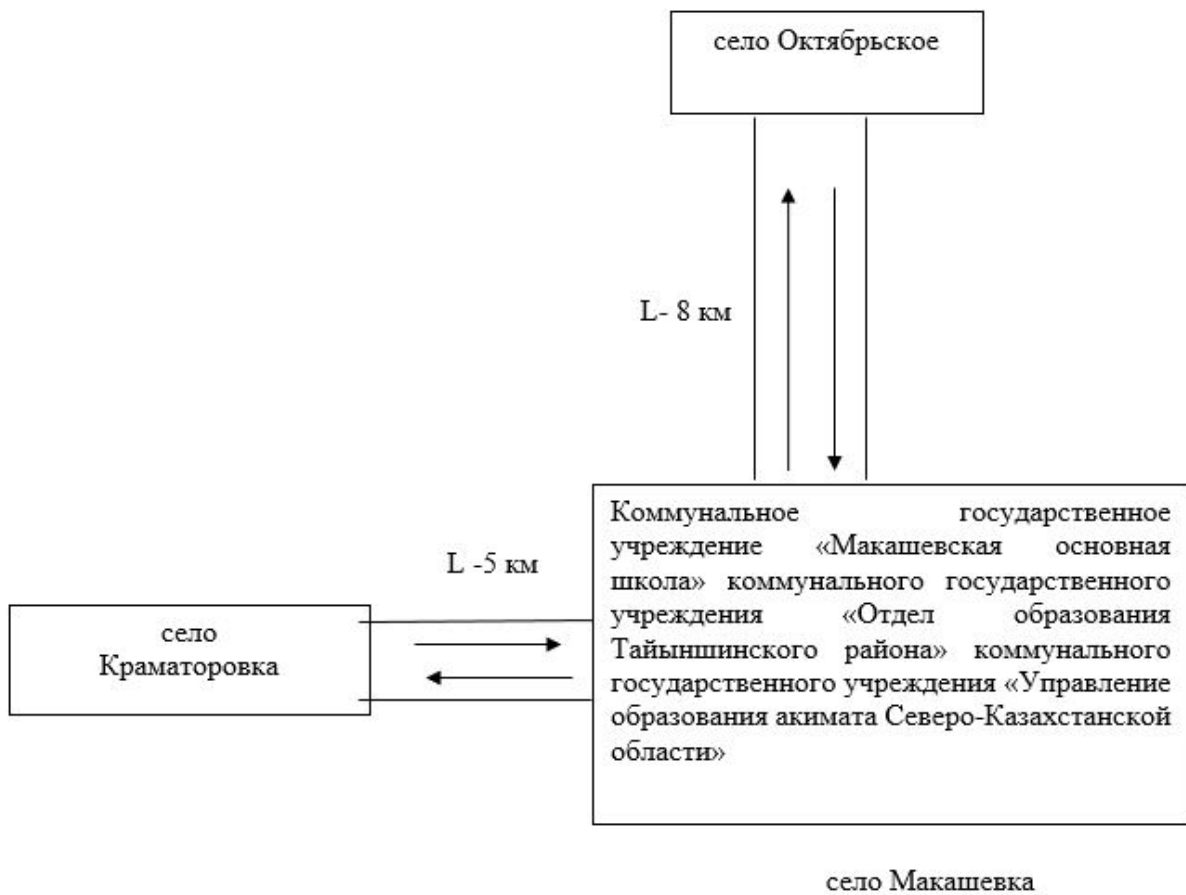 село Октябрьское
L- 8 км
Коммунальное государственное
учреждение «Макашевская основная
школа» коммунального государственного
учреждения «Отдел образования
Тайыншинского района» коммунального
государственного учреждения «Управление
образования акимата Северо-Казахстанской
области»
L -5 км
село
Краматоровка
село Макашевка